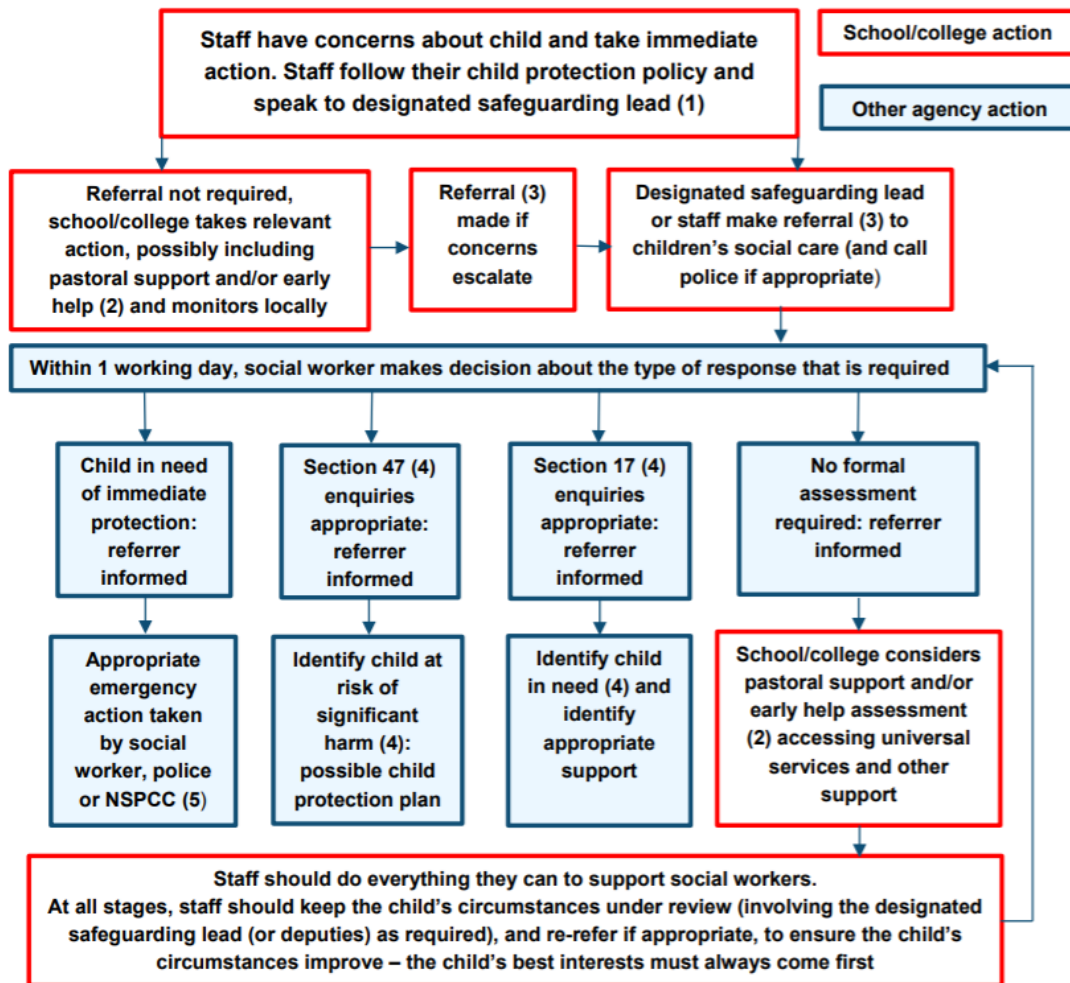 Staff have concerns about child and take immediate
action. Staff follow their child protection policy and
speak to designated safeguarding lead (1)
School/college action
Other agency action
Referral not required,
school/college takes relevant
action, possibly including
pastoral support and/or early
help (2) and monitors locally
Referral (3)
made if
concerns
escalate
Designated safeguarding lead
or staff make referral (3) to
children’s social care (and call
police if appropriate)
Within 1 working day, social worker makes decision about the type of response that is required
Child in need
of immediate
protection:
referrer
informed
Section 47 (4)
enquiries
appropriate:
referrer
informed
Section 17 (4)
enquiries
appropriate:
referrer
informed
No formal
assessment
required: referrer
informed
Appropriate
emergency
action taken
by social
worker, police
or NSPCC (5)
Identify child at
risk of
significant
harm (4):
possible child
protection plan
Identify child
in need (4) and
identify
appropriate
support
School/college considers
pastoral support and/or
early help assessment
(2) accessing universal
services and other
support
Staff should do everything they can to support social workers.
At all stages, staff should keep the child’s circumstances under review (involving the designated
safeguarding lead (or deputies) as required), and re-refer if appropriate, to ensure the child’s
circumstances improve – the child’s best interests must always come first